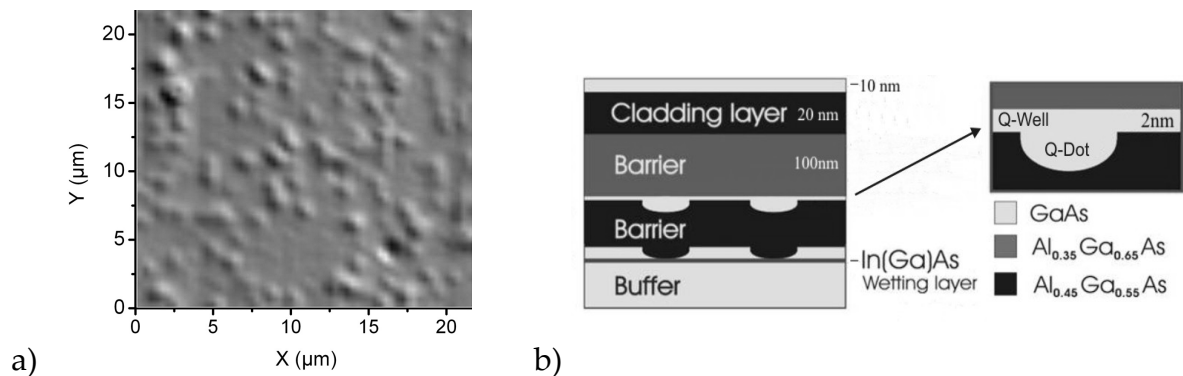 20
15
10
5
0
Y (µm)
0 5 10 15 20
X (µm)
a)
Cladding layer 20 nm
10 nm
Barrier 100nm
Barrier
In(Ga)As
Wetting layer
Buffer
b)
Q-Well 2nm
Q-Dot
GaAs
Al0.35Ga0.65As
Al0.45Ga0.55As